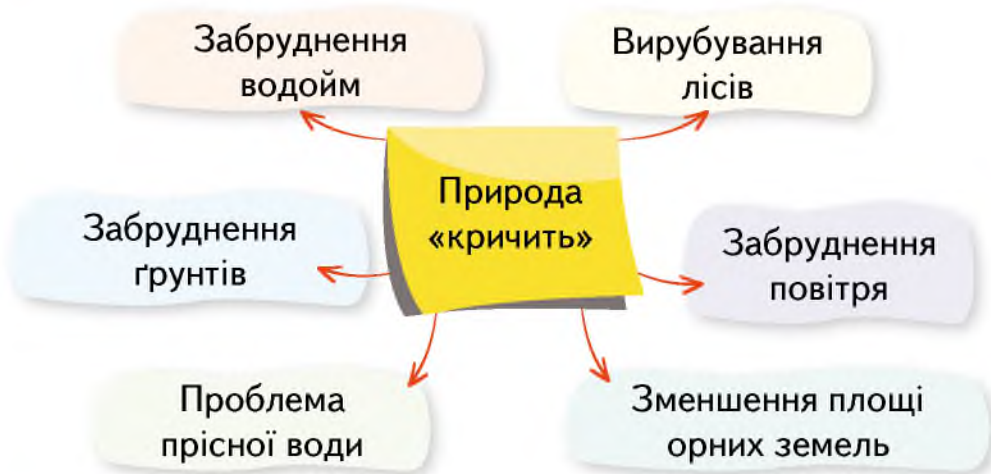 Забруднення
водойм
Вирубування
лісів
Природа
«кричить»
Забруднення
ґрунтів
Забруднення
повітря
Проблема
прісної води
Зменшення площі
орних земель